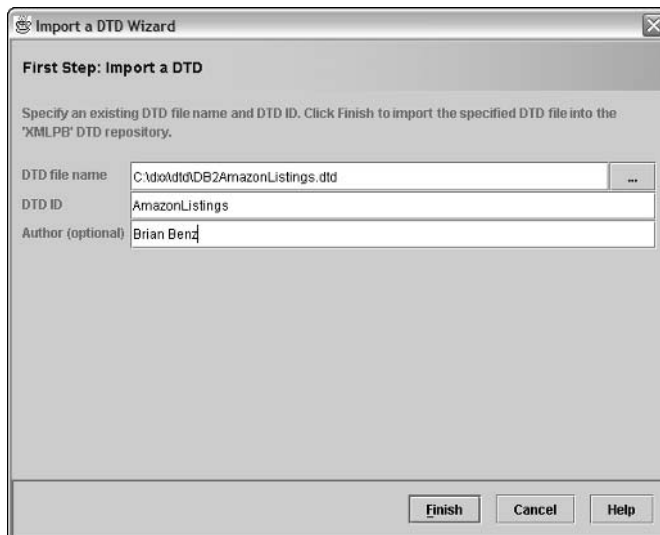 Import a DTD Wizard
First Step: Import a DTD
Specify an existing DTD file name and DTD ID. Click Finish to import the specified DTD file into the
'XMLPB' DTD repository.
DTD file name C:\dxx\dtd\DB2AmazonListings.dtd ...
DTD ID AmazonListings
Author (optional) Brian Benz
Finish Cancel Help